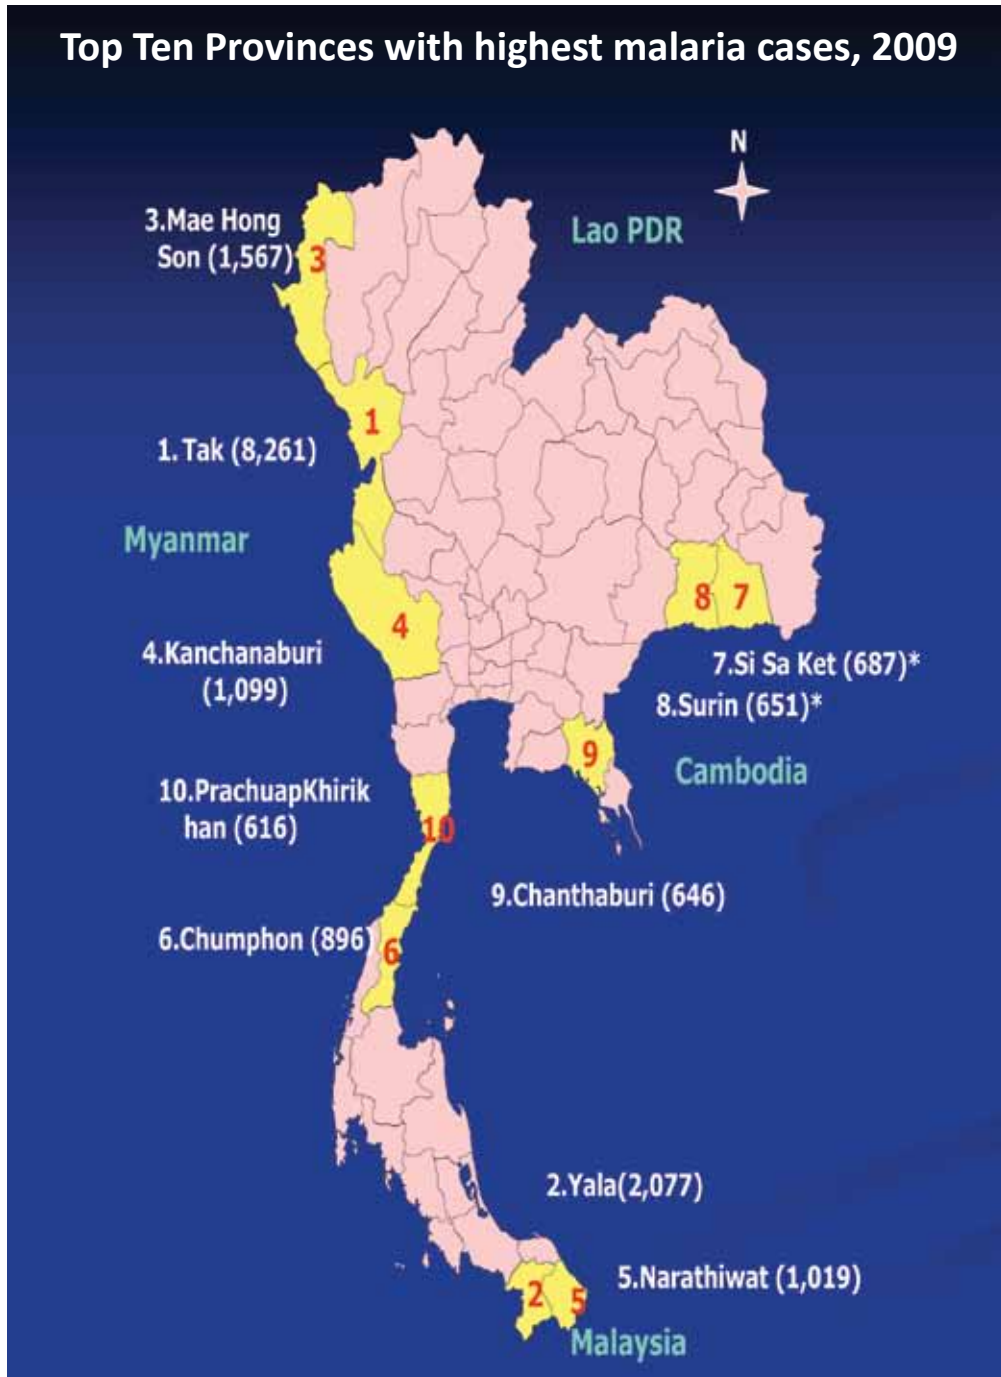 Top Ten Provinces with highest malaria cases, 2009
N
3.Mae Hong
Son (1,567)
Lao PDR
3
1
1. Tak (8,261)
Myanmar
8
7
4
4.Kanchanaburi
(1,099)
7.Si Sa Ket (687)*
8.Surin (651)*
9
Cambodia
10.PrachuapKhirik
han (616)
10
9.Chanthaburi (646)
6.Chumphon (896)
6
2.Yala(2,077)
5.Narathiwat (1,019)
2
5
Malaysia